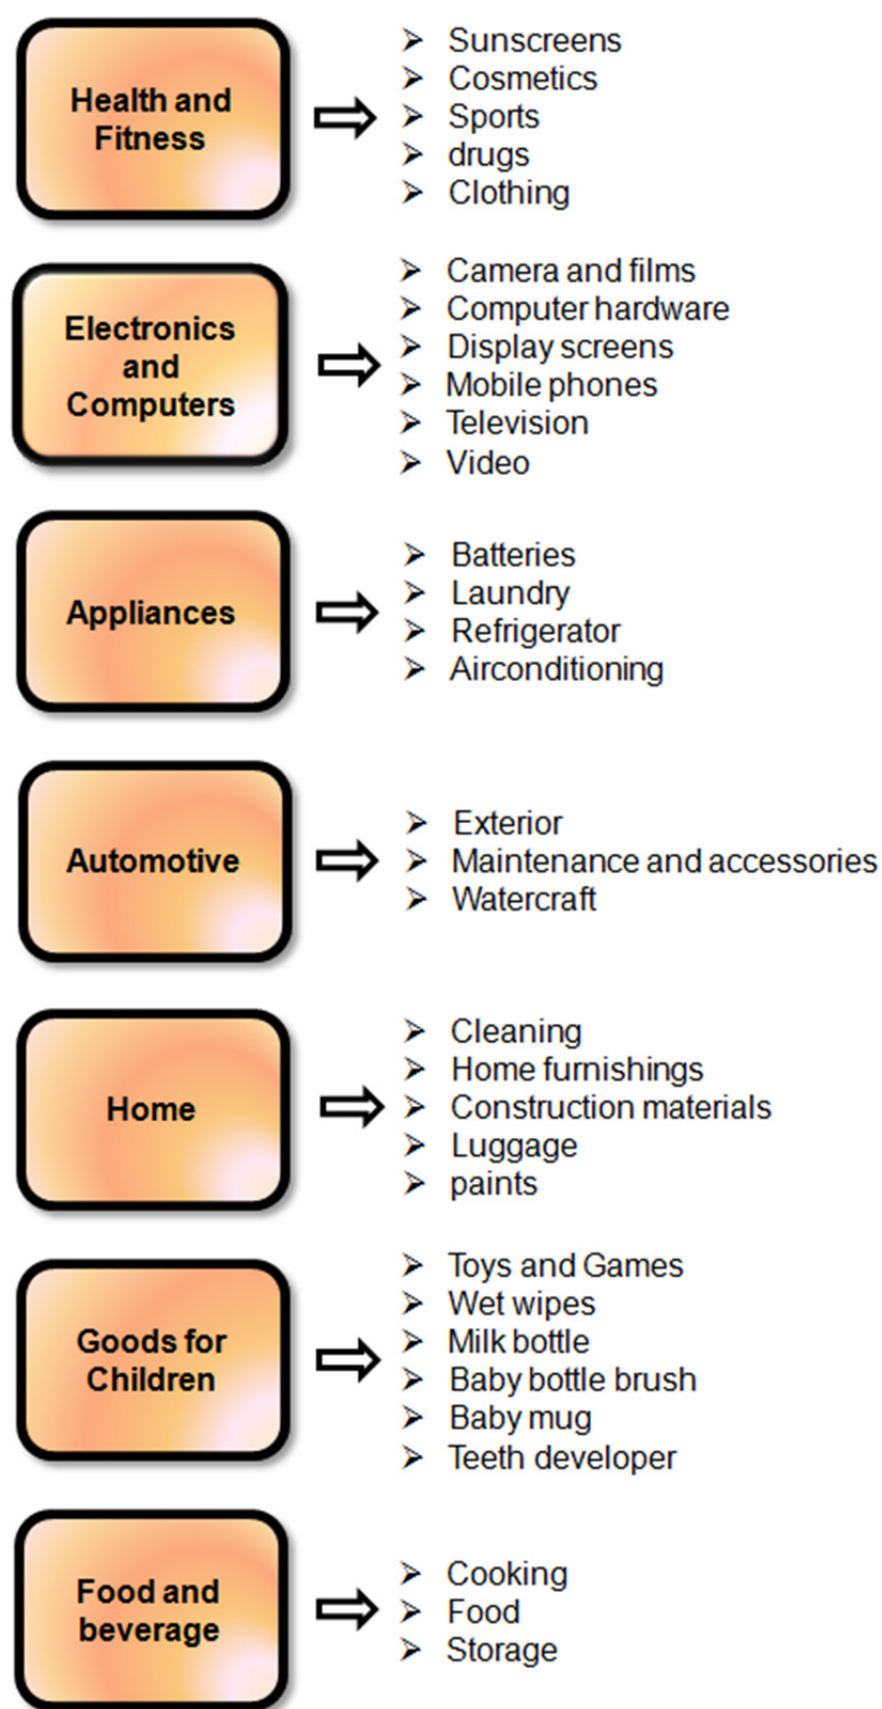 Health and
Fitness
Sunscreens
Cosmetics
Sports
drugs
Clothing
Electronics
and
Computers
Camera and films
Computer hardware
Display screens
Mobile phones
Television
Video
Appliances
Batteries
Laundry
Refrigerator
Airconditioning
Automotive
Exterior
Maintenance and accessories
Watercraft
Home
Cleaning
Home furnishings
Construction materials
Luggage
paints
Goods for
Children
Toys and Games
Wet wipes
Milk bottle
Baby bottle brush
Baby mug
Teeth developer
Food and
beverage
Cooking
Food
Storage